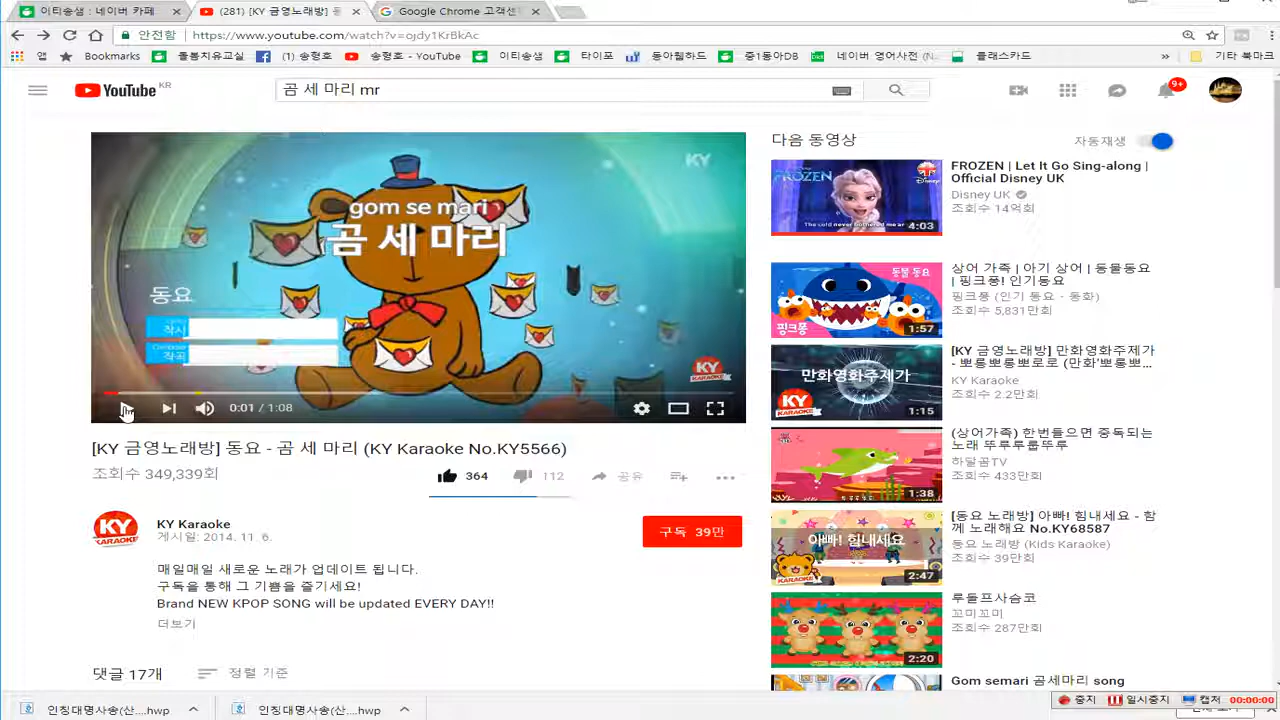 이티송샘 : 네이버 카페
(281) [KY 금영노래방] 동
Google Chrome 고객센터
안전함
https://www.youtube.com/watch?v=ojdy1KrBkAc
앱
Bookmarks
돌봄치유교실
(1) 송형호
송형호 - YouTube
이티송샘
타이포
동아웜하드
중1동아DB
네이버 영어사전 (N
클래스카드
»
기타 북마크
YouTube KR
곰 세 마리 mr
9+
KY
gom se mari
곰 세 마리
동요
작사
작곡
KY KARAOKE
0:01 / 1:08
[KY 금영노래방] 동요 - 곰 세 마리 (KY Karaoke No.KY5566)
조회수 349,339회
364
112
공유
KY KARAOKE
KY Karaoke
게시일: 2014. 11. 6.
구독 39만
매일매일 새로운 노래가 업데이트 됩니다.
구독을 통해 그 기쁨을 즐기세요!
Brand NEW KPOP SONG will be updated EVERY DAY!!
더보기
댓글 17개
정렬 기준
다음 동영상
자동재생
FROZEN
4:03
FROZEN | Let It Go Sing-along |
Official Disney UK
Disney UK
조회수 14억회
동물 동요
핑크퐁
1:57
상어 가족 | 아기 상어 | 동물동요
| 핑크퐁! 인기동요
핑크퐁 (인기 동요 - 동화)
조회수 5,831만회
만화영화주제가
KY KARAOKE
1:15
[KY 금영노래방] 만화영화주제가
- 뽀롱뽀롱뽀로로 (만화'뽀롱뽀...
KY Karaoke
조회수 2.2만회
1:38
(상어가족) 한번들으면 중독되는
노래 뚜루루룹뚜루
하달곰TV
조회수 433만회
아빠! 힘내세요
KARAOKE
2:47
[동요 노래방] 아빠! 힘내세요 - 함
께 노래해요 No.KY68597
동요 노래방 (Kids Karaoke)
조회수 39만회
2:20
루돌프사슴코
꼬미꼬미
조회수 287만회
Gom semari 곰세마리 song
인칭대명사송(산....hwp
인칭대명사송(산....hwp
중지
일시중지
캡처
00:00:00